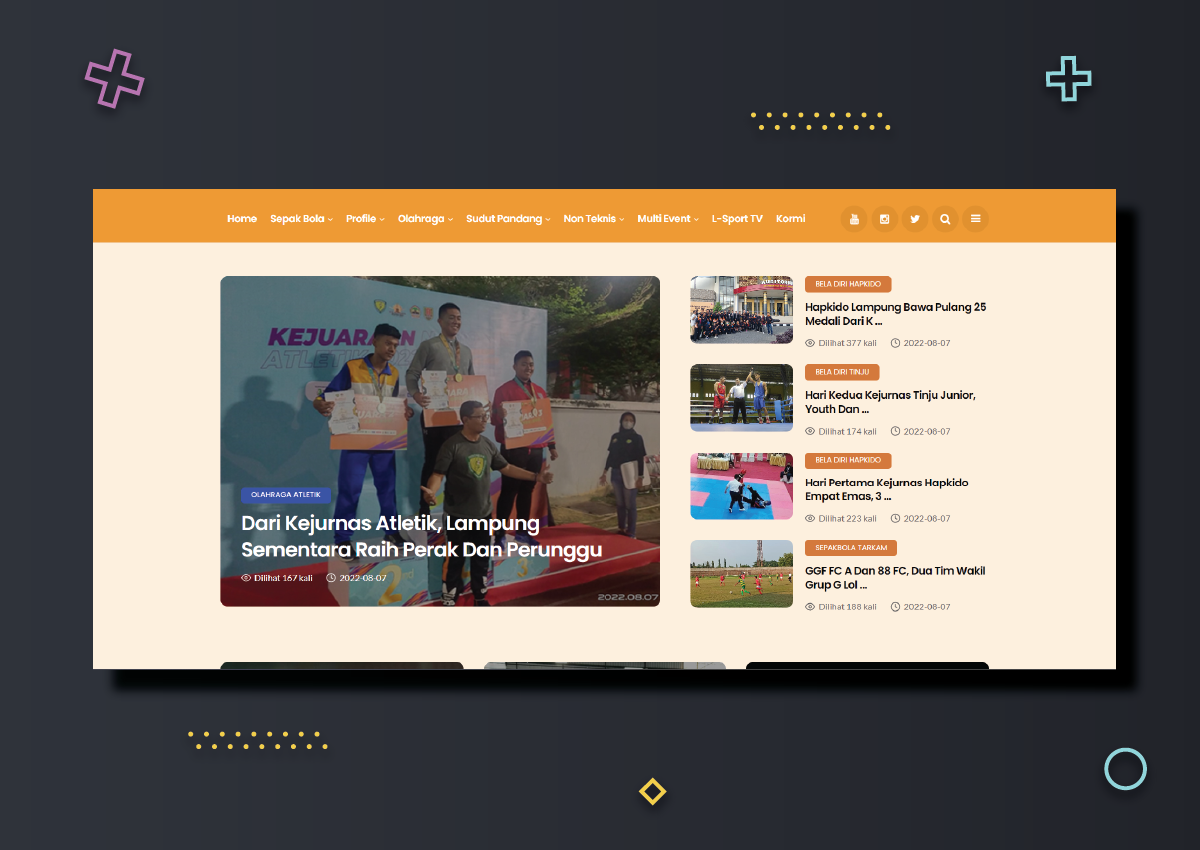 Home Sepak Bola Profile Olahraga Sudut Pandang Non Teknis Multi Event L-Sport TV Kormi
KEJUARAAN
ATLETIK
OLAHRAGA ATLETIK
Dari Kejurnas Atletik, Lampung
Sementara Raih Perak Dan Perunggu
Dilihat 167 kali 2022-08-07
2022.08.07
BELA DIRI HAPKIDO
Hapkido Lampung Bawa Pulang 25
Medali Dari K ...
Dilihat 377 kali 2022-08-07
BELA DIRI TINJU
Hari Kedua Kejurnas Tinju Junior,
Youth Dan ...
Dilihat 174 kali 2022-08-07
BELA DIRI HAPKIDO
Hari Pertama Kejurnas Hapkido
Empat Emas, 3 ...
Dilihat 223 kali 2022-08-07
SEPAKBOLA TARKAM
GGF FC A Dan 88 FC, Dua Tim Wakil
Grup G Lol ...
Dilihat 188 kali 2022-08-07